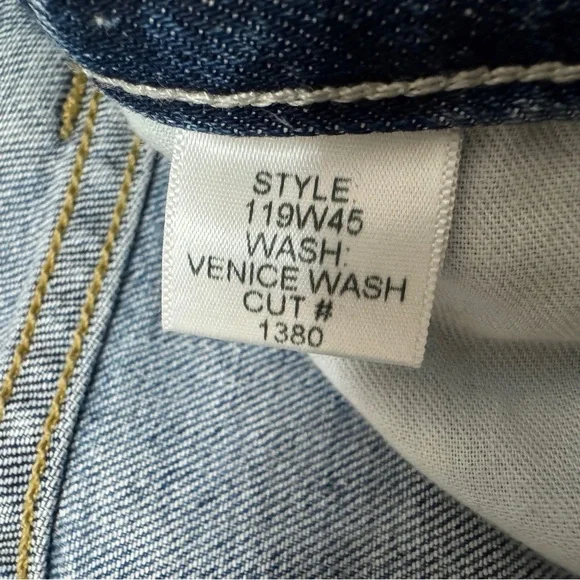 STYLE:
119W45
WASH:
VENICE WASH
CUT #
1380